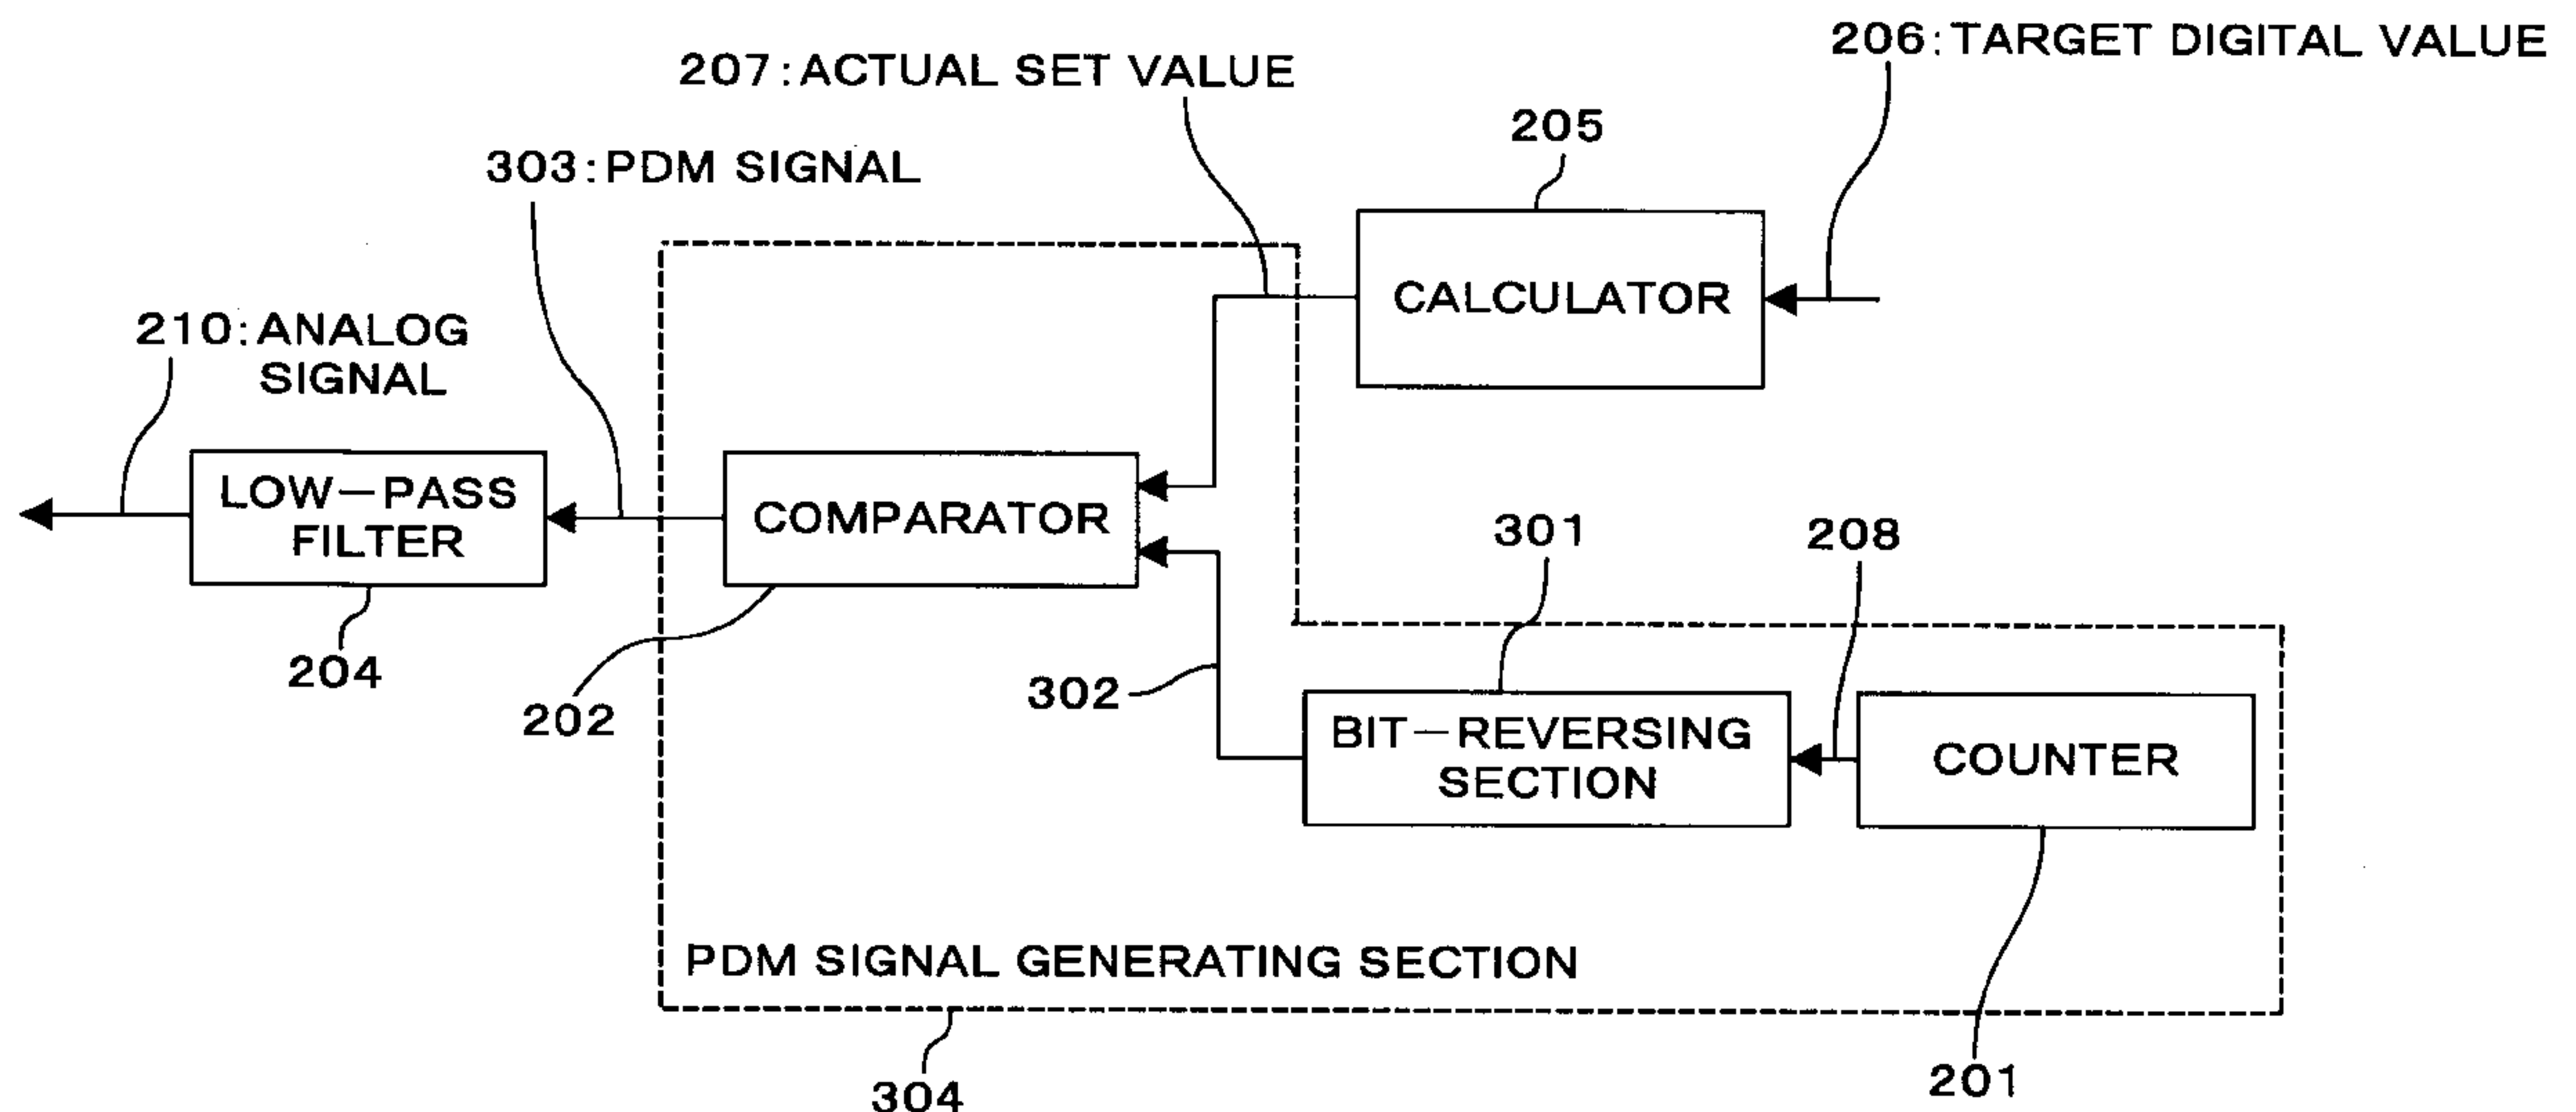 206:TARGET DIGITAL VALUE
207:ACTUAL SET VALUE
205
303:PDM SIGNAL
CALCULATOR
210:ANALOG
SIGNAL
LOW-PASS
FILTER
COMPARATOR
301
208
204
202
302
BIT-REVERSING
SECTION
COUNTER
PDM SIGNAL GENERATING SECTION
304
201